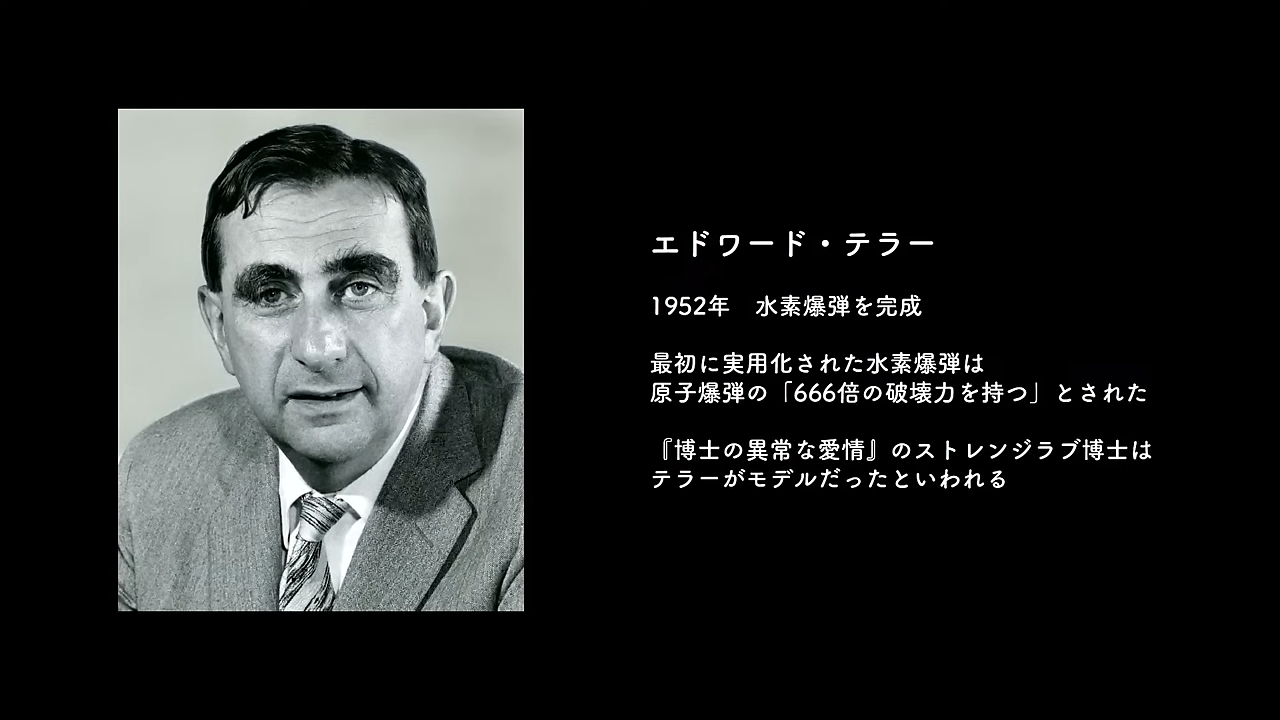 エドワード・テラー
1952年　水素爆弾を完成
最初に実用化された水素爆弾は
原子爆弾の「666倍の破壊力を持つ」とされた
『博士の異常な愛情』のストレンジラブ博士は
テラーがモデルだったといわれる